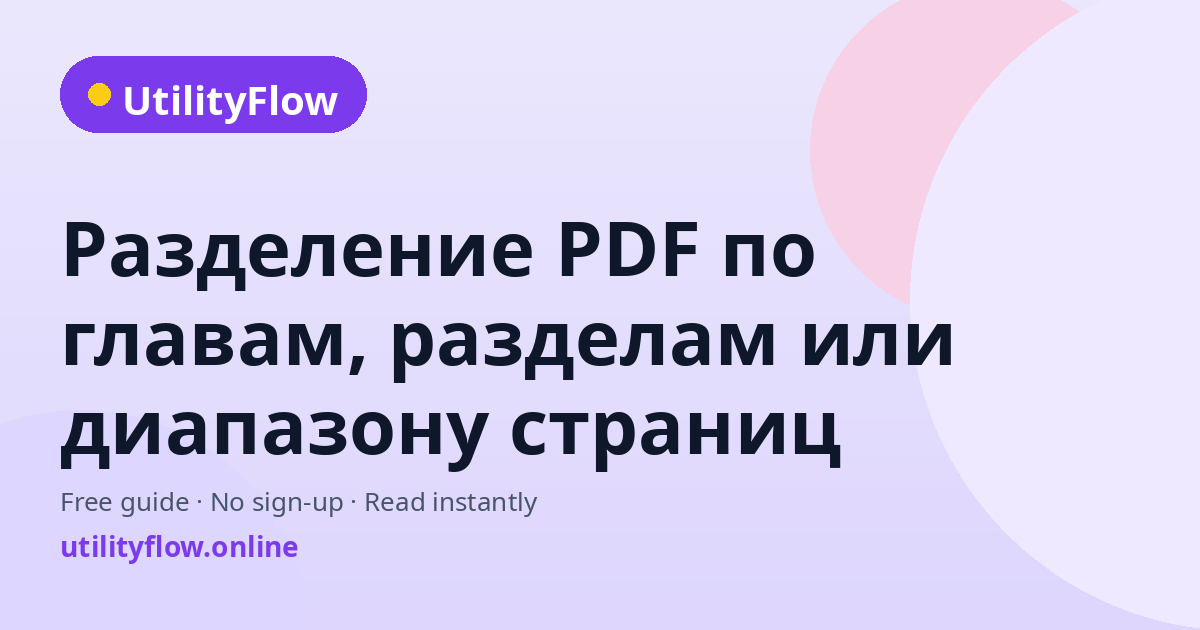 UtilityFlow
Разделение PDF по
главам, разделам или
диапазону страниц
Free guide · No sign-up · Read instantly
utilityflow.online